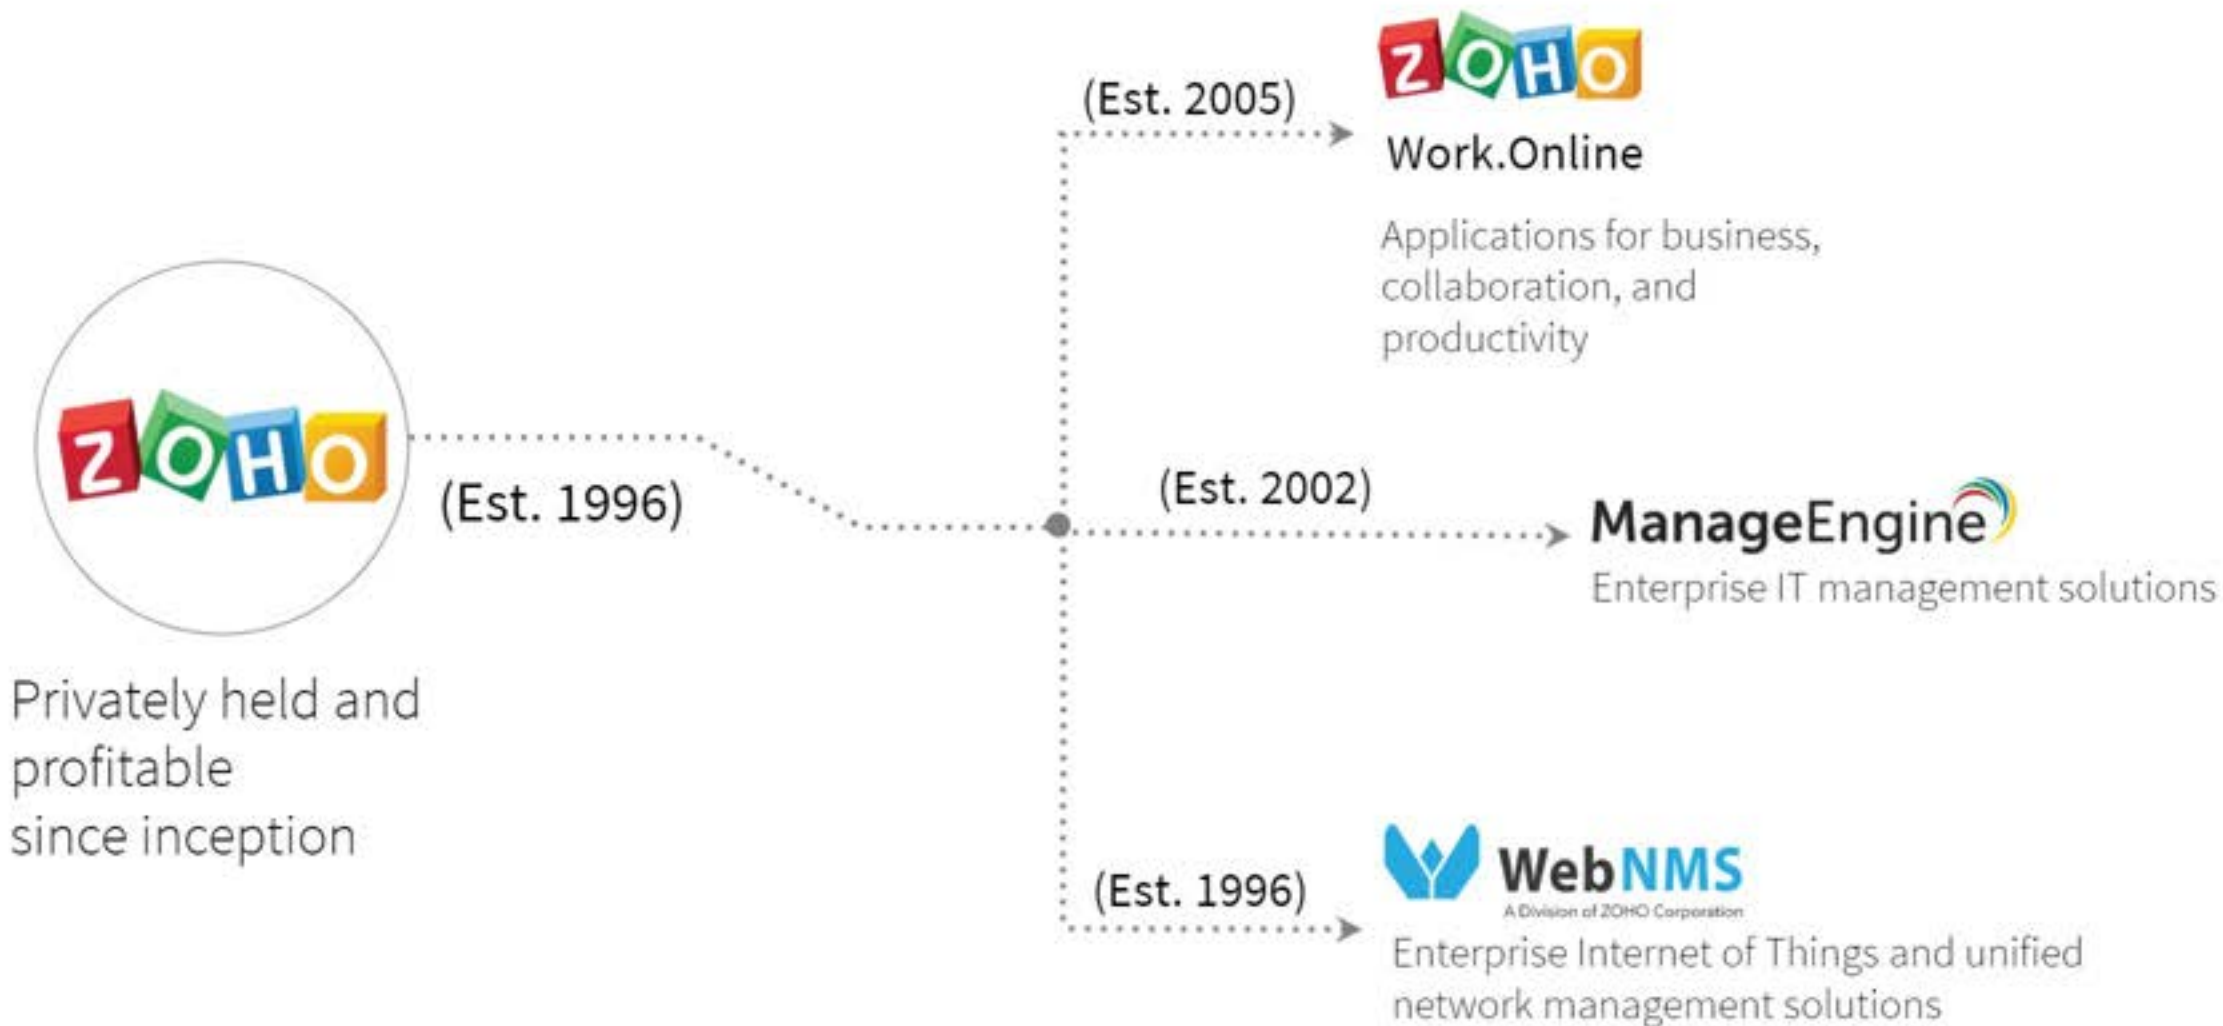 ZOHO
(Est. 1996)
Privately held and
profitable
since inception
(Est. 2005)
ZOHO
Work.Online
Applications for business,
collaboration, and
productivity
(Est. 2002)
ManageEngine
Enterprise IT management solutions
(Est. 1996)
WebNMS
A Division of ZOHO Corporation
Enterprise Internet of Things and unified
network management solutions